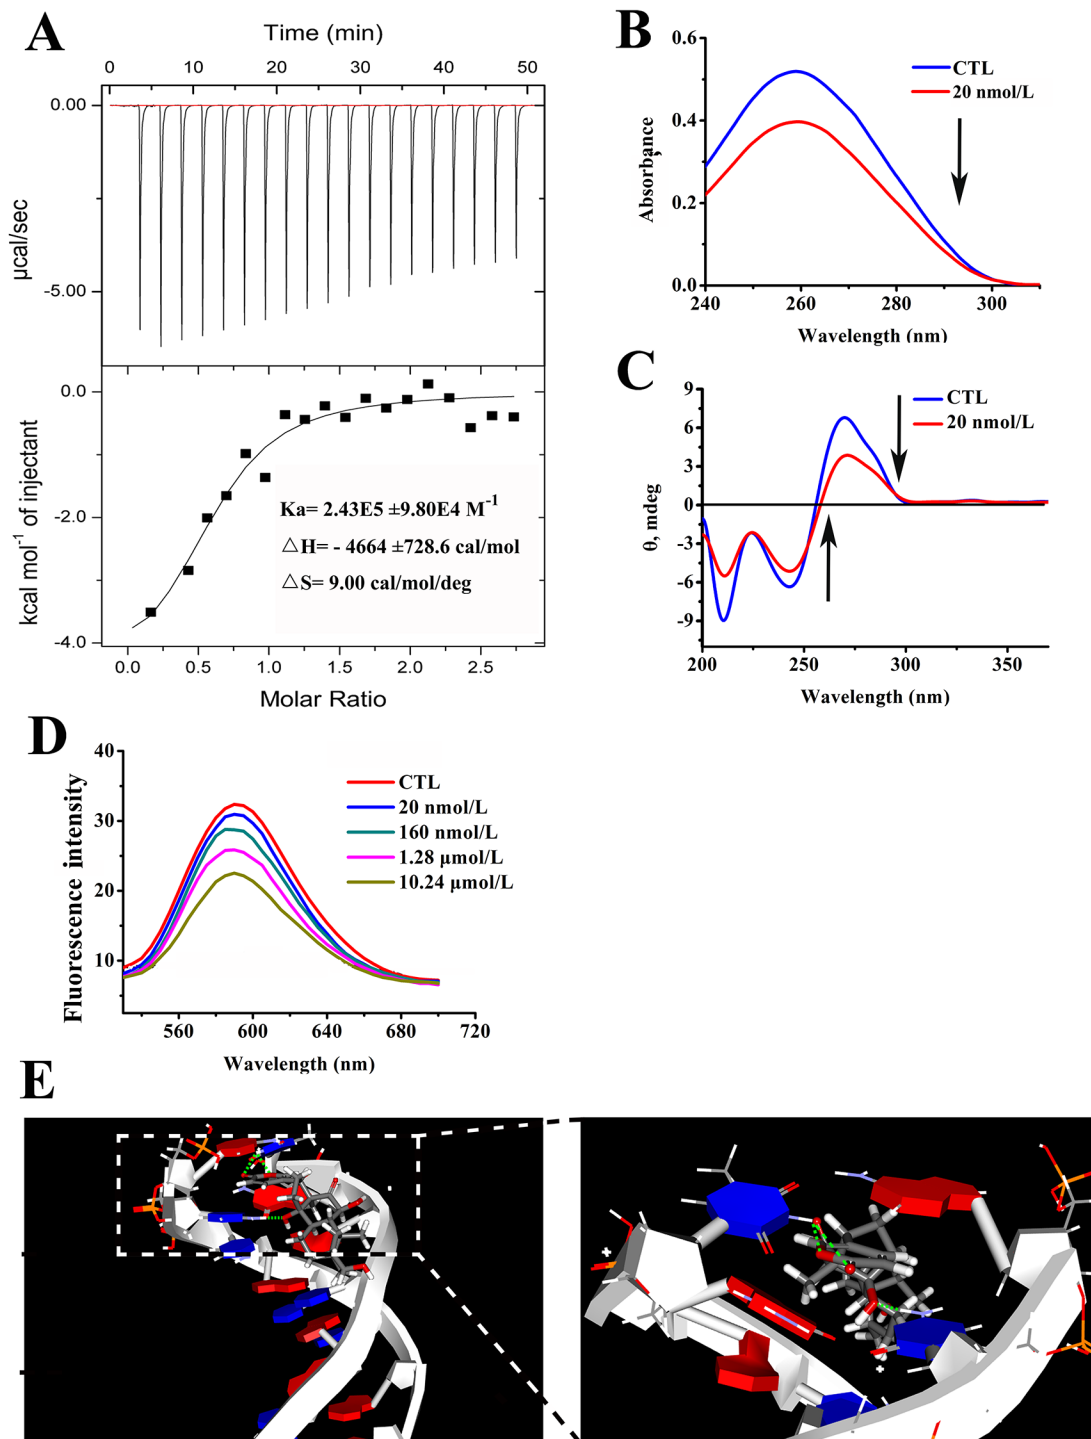 A
Time (min)
0 10 20 30 40 50
0.00
-5.00
µcal/sec
0.0
-2.0
-4.0
kcal mol⁻¹ of injectant
Ka= 2.43E5 ±9.80E4 M⁻¹
△H= - 4664 ±728.6 cal/mol
△S= 9.00 cal/mol/deg
0.0 0.5 1.0 1.5 2.0 2.5
Molar Ratio
B
0.6
0.4
0.2
0.0
Absorbance
CTL
20 nmol/L
240 260 280 300
Wavelength (nm)
C
9
6
3
0
-3
-6
-9
θ, mdeg
CTL
20 nmol/L
200 250 300 350
Wavelength (nm)
D
40
30
20
10
Fluorescence intensity
CTL
20 nmol/L
160 nmol/L
1.28 µmol/L
10.24 µmol/L
560 600 640 680 720
Wavelength (nm)
E